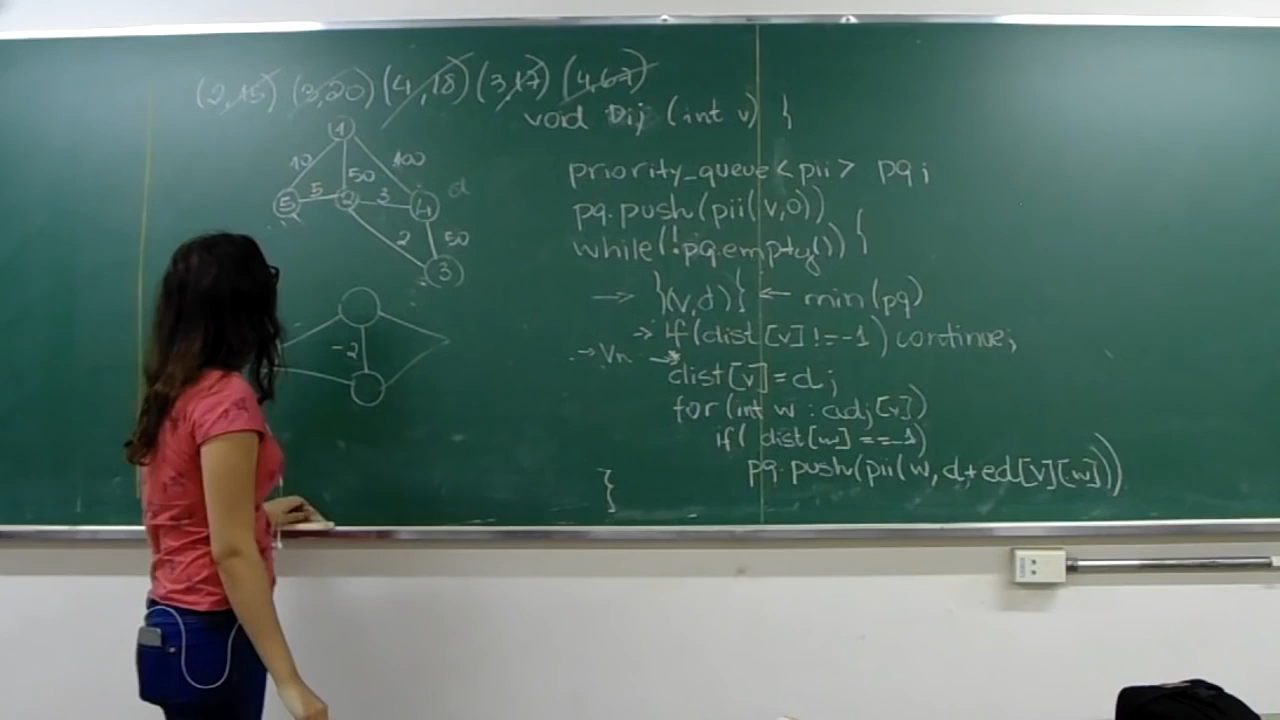 (2,15) (3,20) (4,18) (3,17) (4,67)
void Dij (int v) {
1
10 50 100
5 5 2 3 4 d
2 50
3
-2
priority_queue<pii> pq;
pq.push(pii(v,0))
while(!pq.empty()) {
→ }(v,d)} ← min(pq)
→ if(dist[v]!=-1) continue;
→ Vn → *
dist[v]=d;
for(int w : adj[v])
if( dist[w]==-1)
pq.push(pii(w,d+ed[v][w]))
}